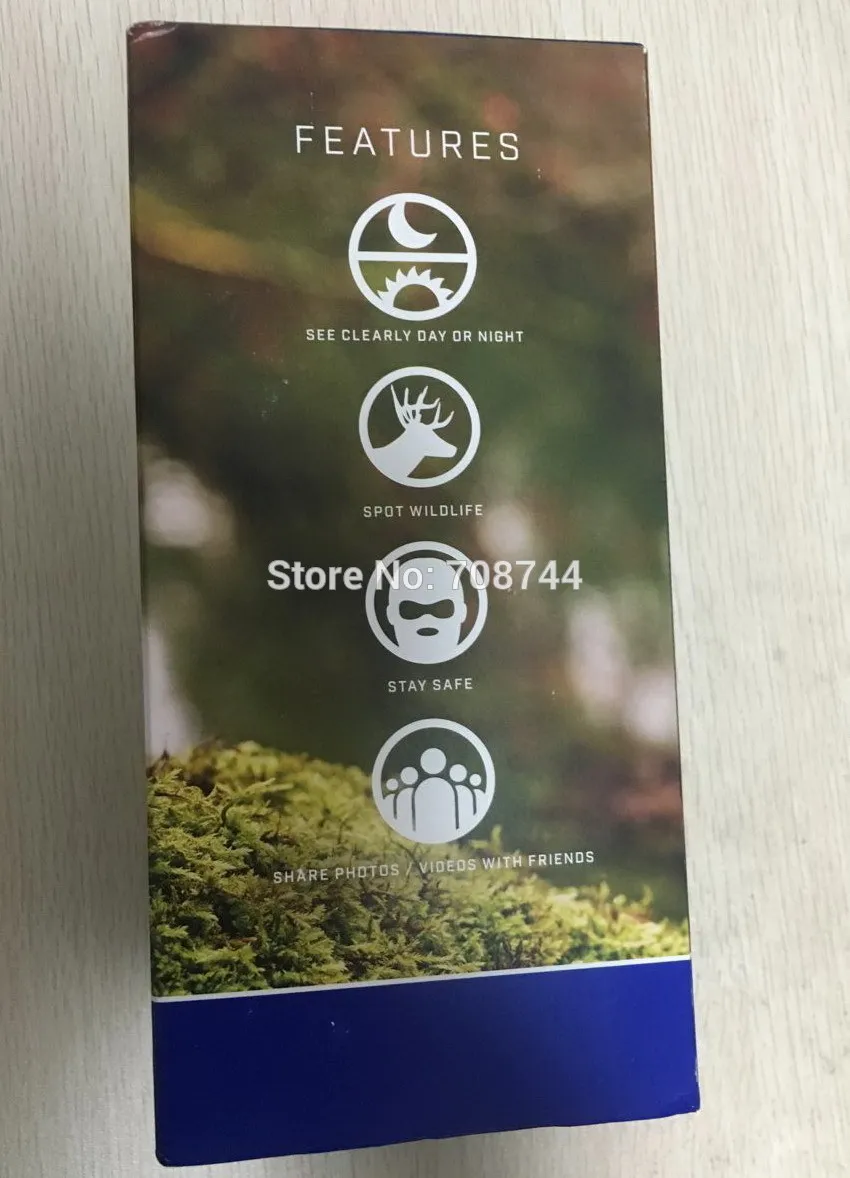 FEATURES
SEE CLEARLY DAY OR NIGHT
SPOT WILDLIFE
Store No: 708744
STAY SAFE
SHARE PHOTOS / VIDEOS WITH FRIENDS